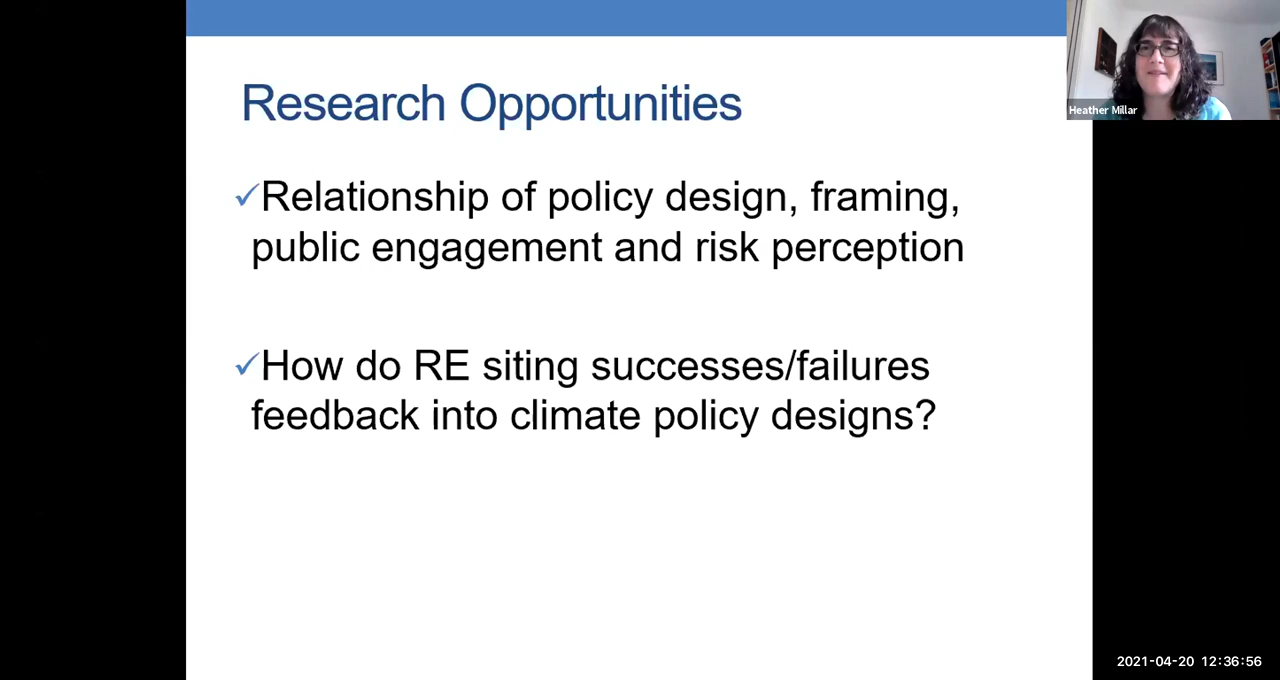 Research Opportunities
✓Relationship of policy design, framing,
public engagement and risk perception
✓How do RE siting successes/failures
feedback into climate policy designs?
Heather Millar
2021-04-20 12:36:56